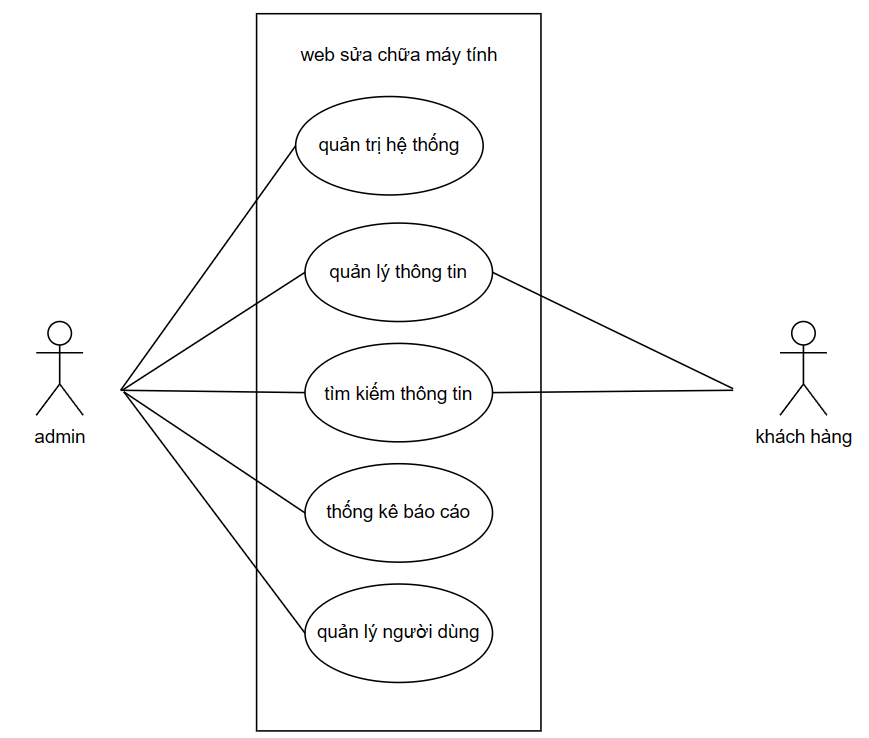 web sửa chữa máy tính
quản trị hệ thống
quản lý thông tin
tìm kiếm thông tin
thống kê báo cáo
quản lý người dùng
admin
khách hàng